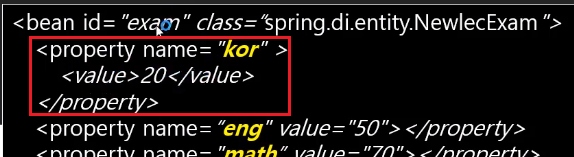 <bean id="exam" class="spring.di.entity.NewlecExam">
<property name="kor" >
<value>20</value>
</property>
<property name="eng" value="50"></property>
<property name="math" value="70"></property>